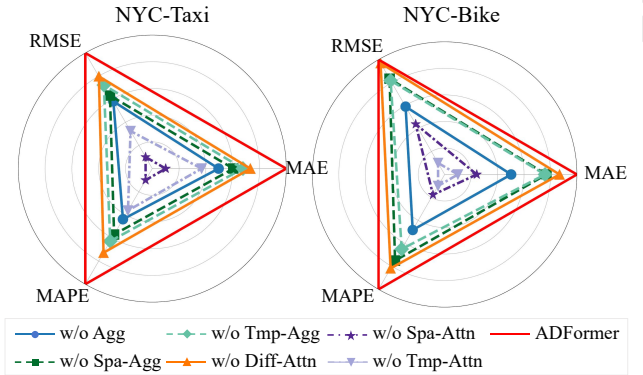 NYC-Taxi
NYC-Bike
RMSE
RMSE
MAE
MAE
MAPE
MAPE
w/o Agg
w/o Tmp-Agg
w/o Spa-Attn
ADFormer
w/o Spa-Agg
w/o Diff-Attn
w/o Tmp-Attn